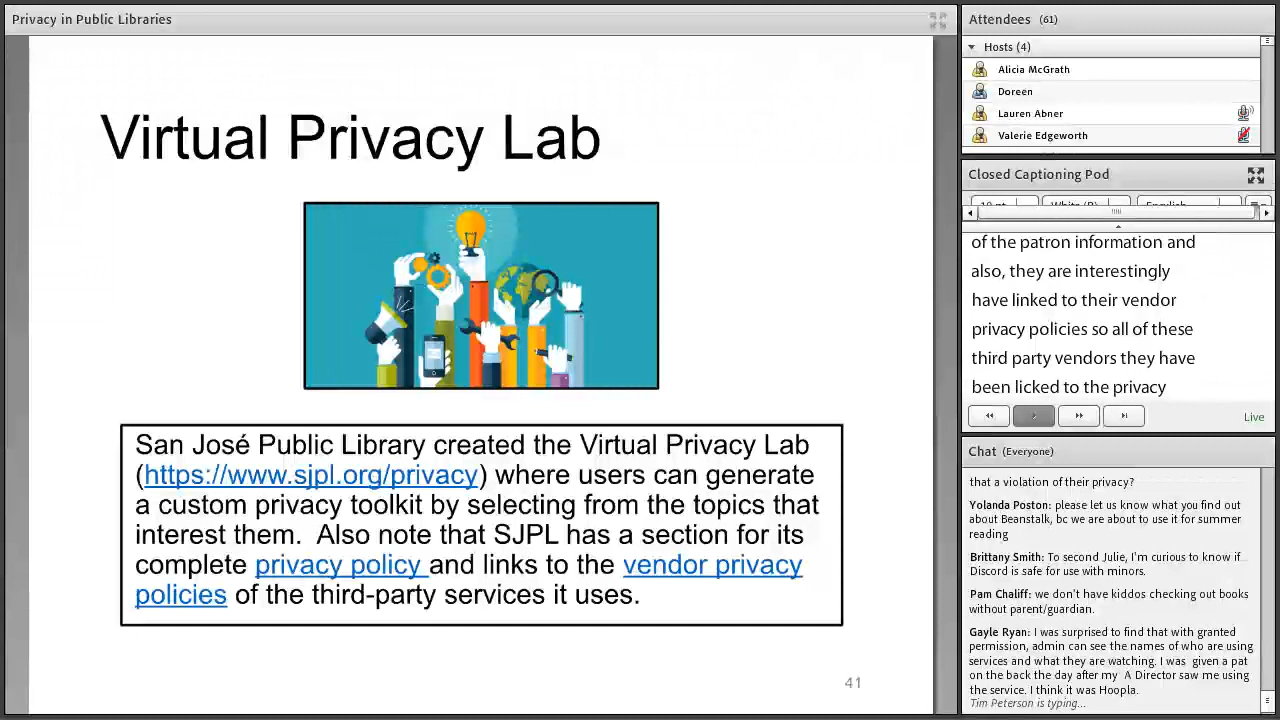 Privacy in Public Libraries
Virtual Privacy Lab
San José Public Library created the Virtual Privacy Lab
(https://www.sjpl.org/privacy) where users can generate
a custom privacy toolkit by selecting from the topics that
interest them.  Also note that SJPL has a section for its
complete privacy policy and links to the vendor privacy
policies of the third-party services it uses.
41
Attendees (61)
Hosts (4)
Alicia McGrath
Doreen
Lauren Abner
Valerie Edgeworth
Closed Captioning Pod
of the patron information and
also, they are interestingly
have linked to their vendor
privacy policies so all of these
third party vendors they have
been licked to the privacy
Live
Chat (Everyone)
that a violation of their privacy?
Yolanda Poston: please let us know what you find out
about Beanstalk, bc we are about to use it for summer
reading
Brittany Smith: To second Julie, I'm curious to know if
Discord is safe for use with minors.
Pam Chaliff: we don't have kiddos checking out books
without parent/guardian.
Gayle Ryan: I was surprised to find that with granted
permission, admin can see the names of who are using
services and what they are watching. I was  given a pat
on the back the day after my  A Director saw me using
the service. I think it was Hoopla.
Tim Peterson is typing...